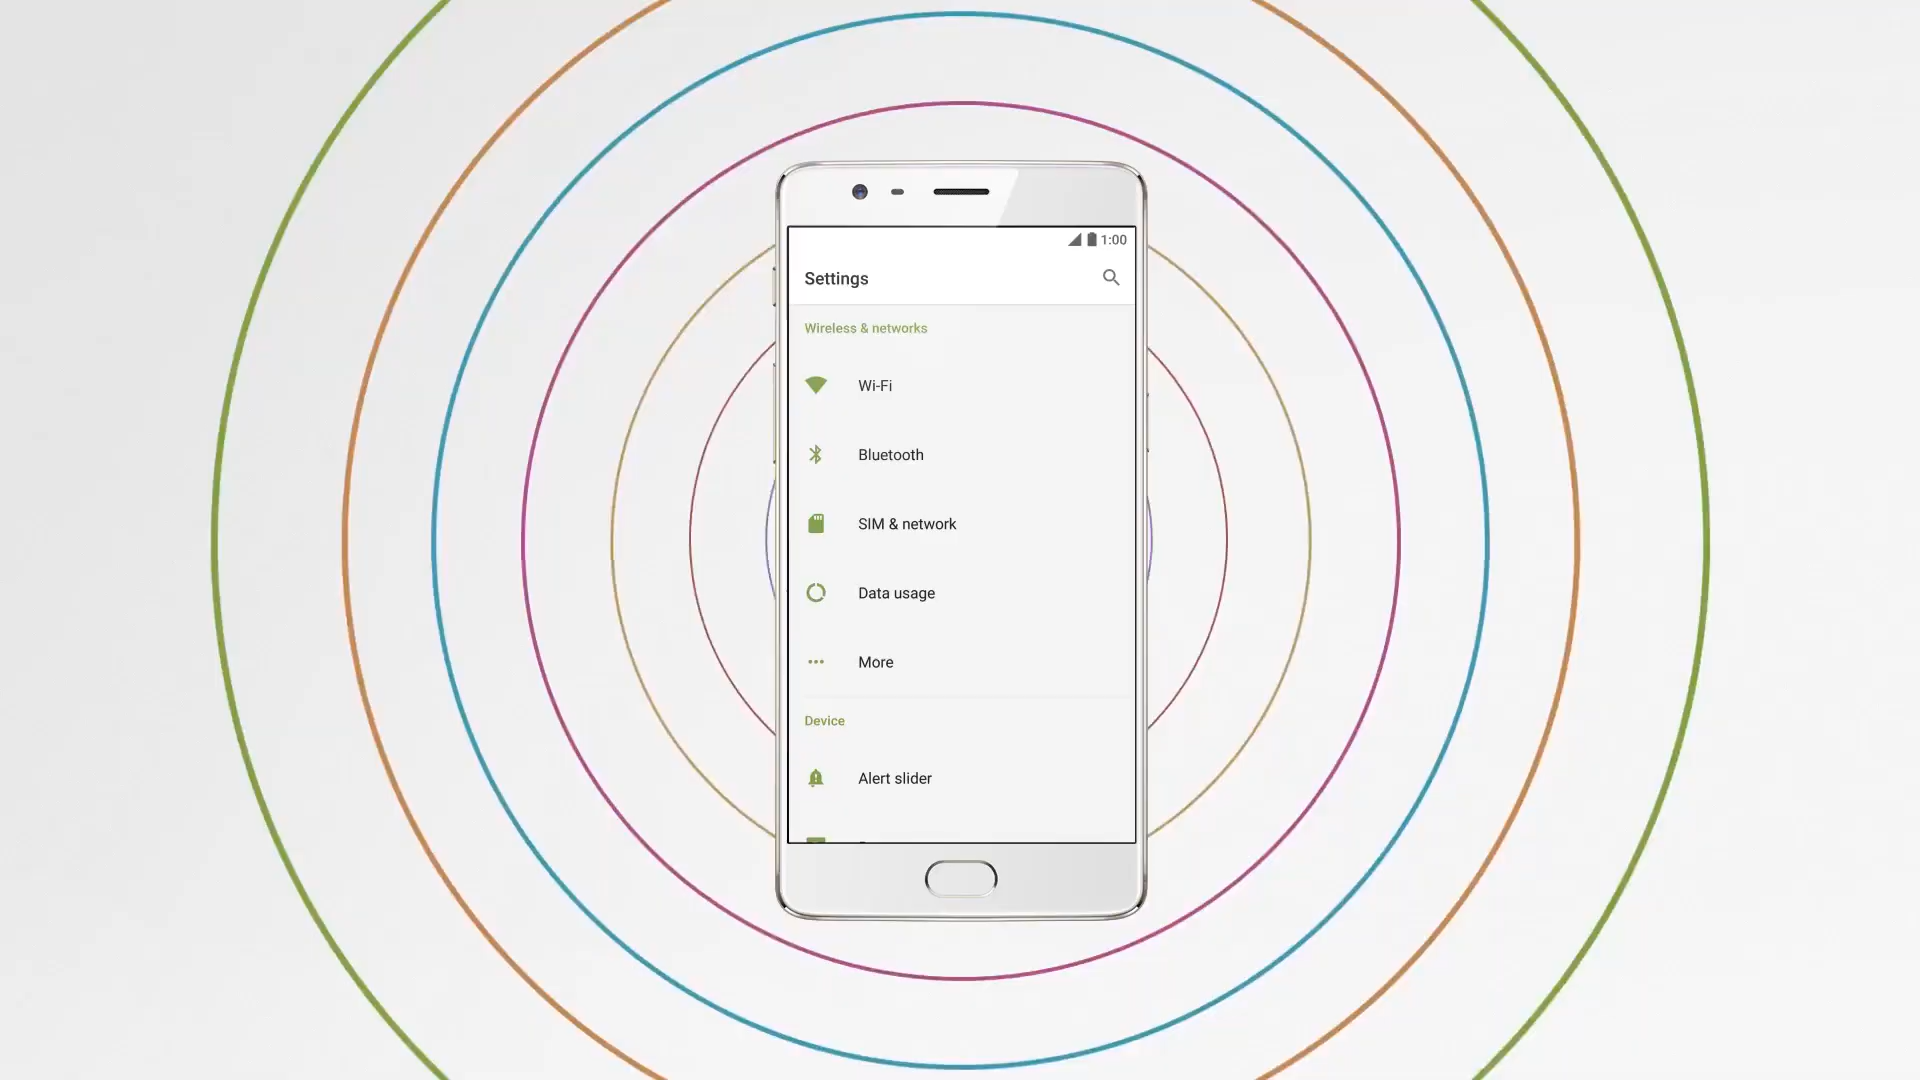 1:00
Settings
Wireless & networks
Wi-Fi
Bluetooth
SIM & network
Data usage
More
Device
Alert slider